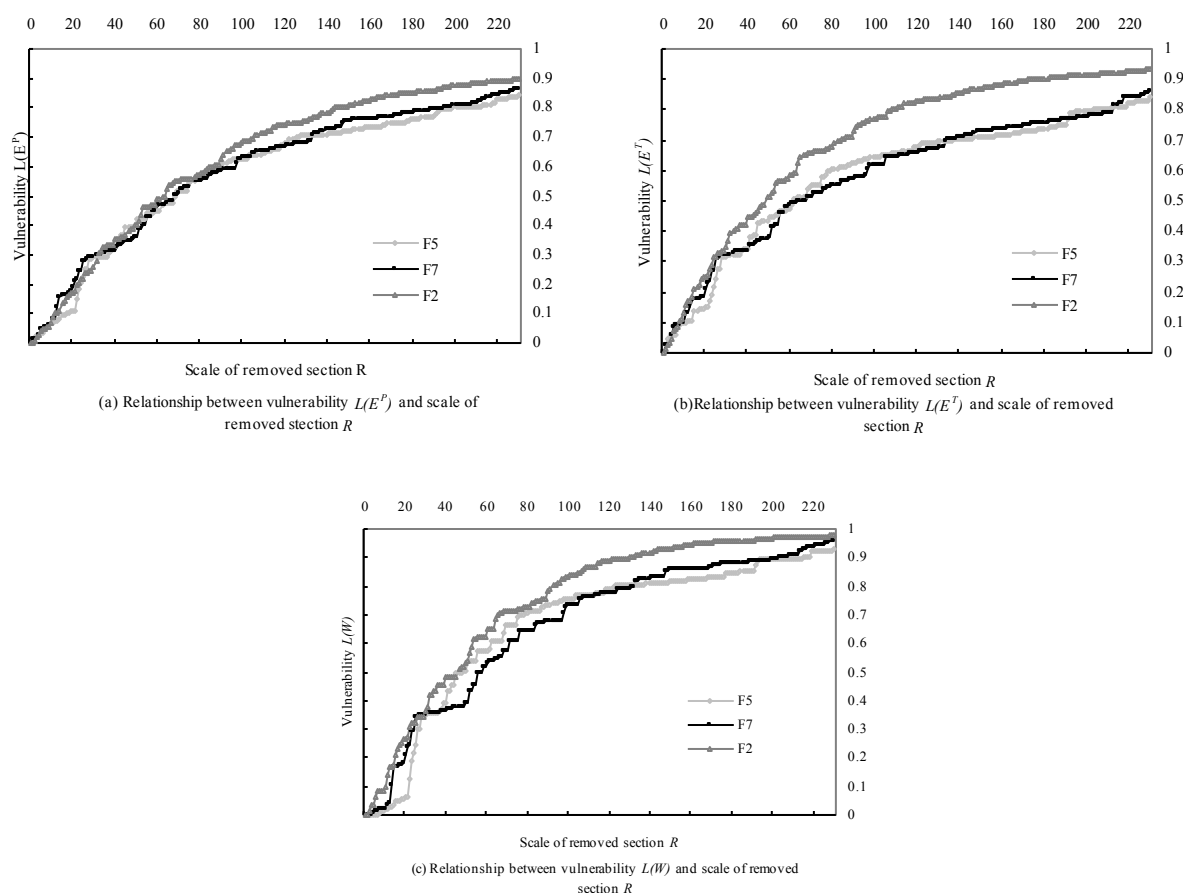 0 20 40 60 80 100 120 140 160 180 200 220
1
0.9
0.8
0.7
0.6
0.5
0.4
0.3
0.2
0.1
0
Vulnerability L(E^P)
F5
F7
F2
Scale of removed section R
(a) Relationship between vulnerability L(E^P) and scale of
removed stection R
0 20 40 60 80 100 120 140 160 180 200 220
1
0.9
0.8
0.7
0.6
0.5
0.4
0.3
0.2
0.1
0
Vulnerability L(E^T)
F5
F7
F2
Scale of removed section R
(b)Relationship between vulnerability L(E^T) and scale of removed
section R
0 20 40 60 80 100 120 140 160 180 200 220
1
0.9
0.8
0.7
0.6
0.5
0.4
0.3
0.2
0.1
0
Vulnerability L(W)
F5
F7
F2
Scale of removed section R
(c) Relationship between vulnerability L(W) and scale of removed
section R